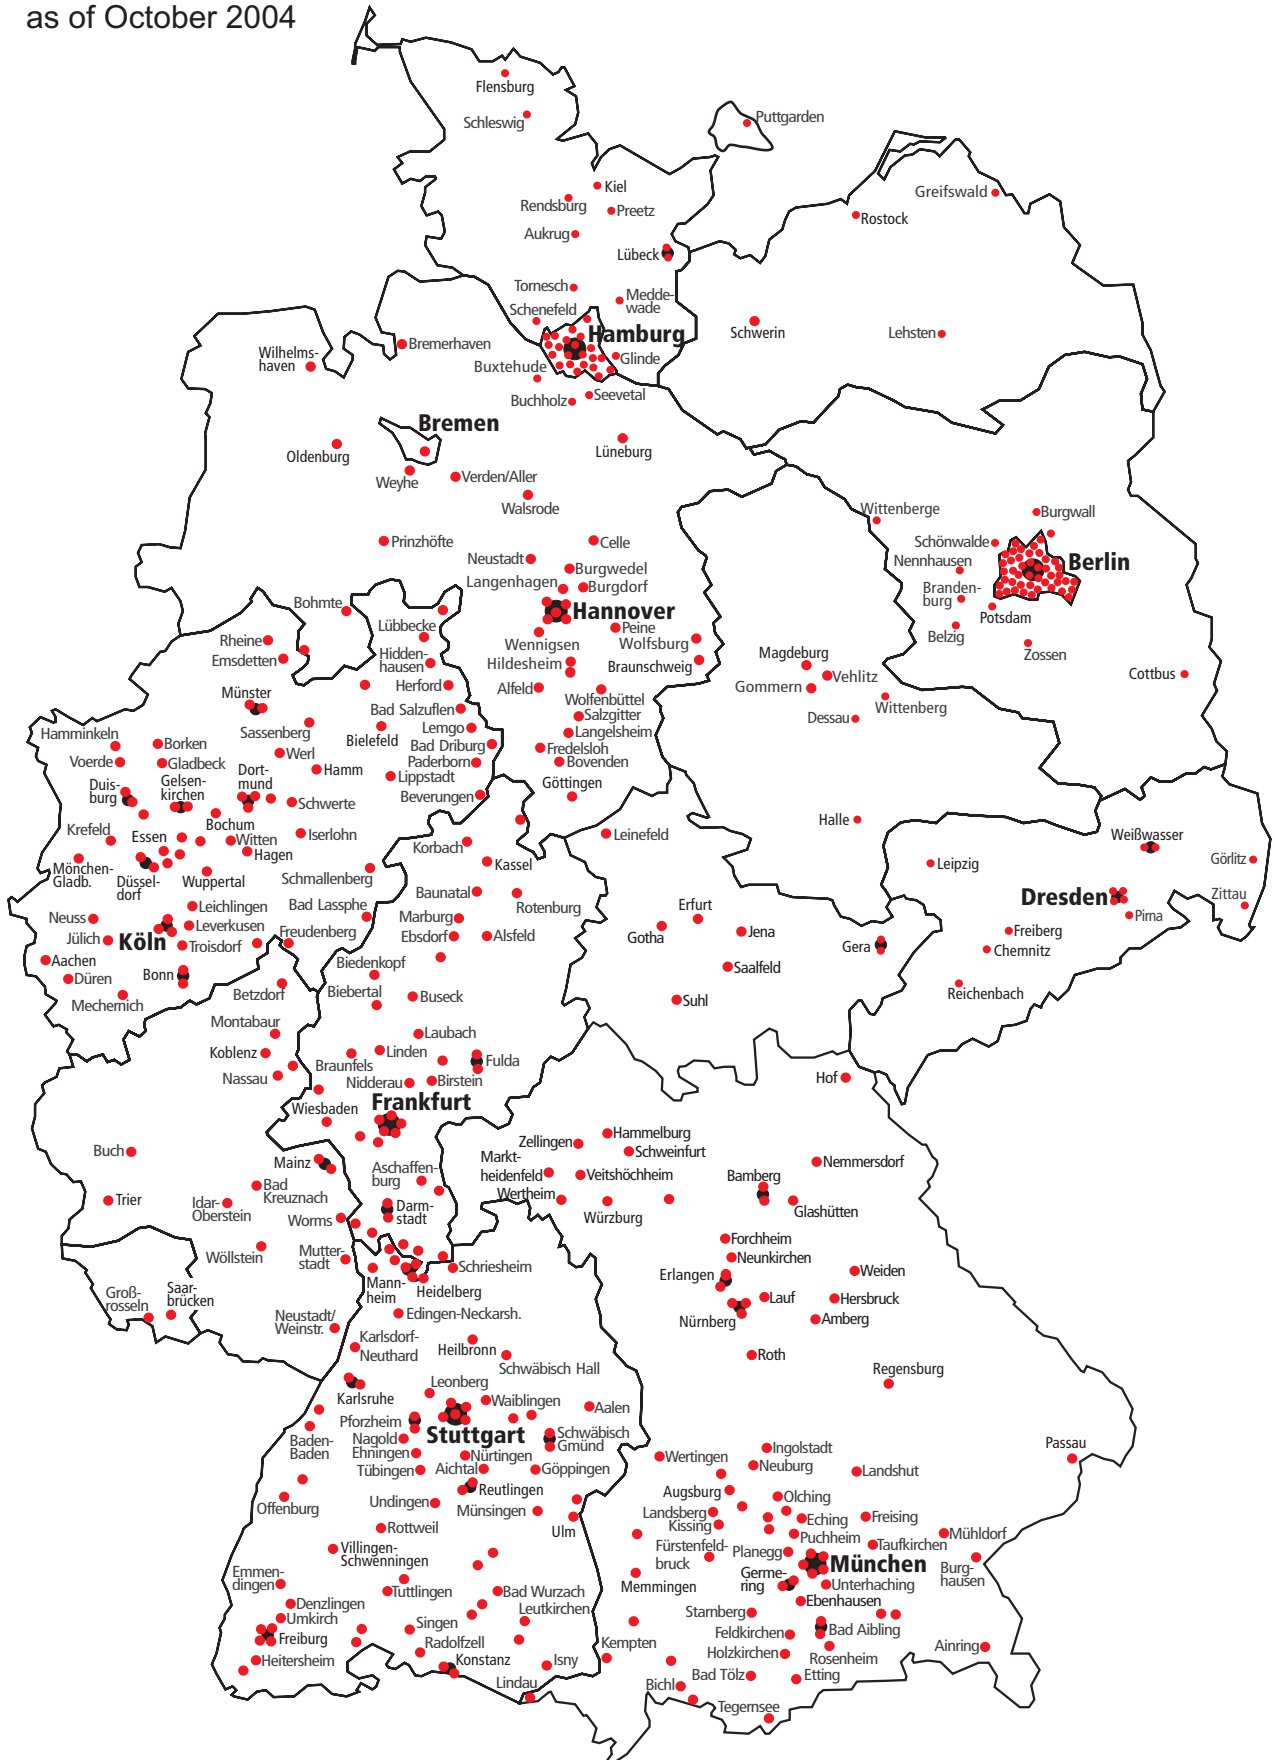 as of October 2004
Flensburg
Schleswig
Puttgarden
Kiel
Rendsburg
Preetz
Greifswald
Rostock
Aukrug
Lübeck
Tornesch
Medde-
wade
Schenefeld
Hamburg
Schwerin
Lehsten
Wilhelms-
haven
Bremerhaven
Glinde
Buxtehude
Buchholz
Seevetal
Bremen
Oldenburg
Lüneburg
Weyhe
Verden/Aller
Walsrode
Wittenberge
Burgwall
Prinzhöfte
Celle
Schönwalde
Nennhausen
Berlin
Neustadt
Burgwedel
Langenhagen
Burgdorf
Branden-
burg
Potsdam
Bohmte
Hannover
Lübbecke
Peine
Belzig
Zossen
Rheine
Emsdetten
Hidden-
hausen
Wennigsen
Wolfsburg
Hildesheim
Braunschweig
Magdeburg
Vehlitz
Gommern
Cottbus
Münster
Herford
Alfeld
Wolfenbüttel
Wittenberg
Bad Salzuflen
Salzgitter
Dessau
Sassenberg
Bielefeld
Lemgo
Langelsheim
Hamminkeln
Borken
Werl
Bad Driburg
Fredelsloh
Voerde
Gladbeck
Hamm
Paderborn
Bovenden
Duis-
burg
Gelsen-
kirchen
Dort-
mund
Lippstadt
Göttingen
Schwerte
Beverungen
Halle
Krefeld
Essen
Bochum
Witten
Iserlohn
Leinefeld
Weißwasser
Hagen
Korbach
Kassel
Leipzig
Görlitz
Mönchen-
Gladb.
Düssel-
dorf
Wuppertal
Schmallenberg
Baunatal
Rotenburg
Dresden
Zittau
Leichlingen
Bad Lassphe
Marburg
Erfurt
Pirna
Neuss
Leverkusen
Freudenberg
Ebsdorf
Alsfeld
Gotha
Jena
Freiberg
Jülich
Köln
Troisdorf
Gera
Chemnitz
Aachen
Düren
Bonn
Biedenkopf
Saalfeld
Reichenbach
Mechernich
Betzdorf
Biebertal
Buseck
Suhl
Montabaur
Laubach
Koblenz
Braunfels
Linden
Fulda
Nassau
Nidderau
Birstein
Hof
Wiesbaden
Frankfurt
Zellingen
Hammelburg
Schweinfurt
Buch
Mainz
Aschaffen-
burg
Markt-
heidenfeld
Veitshöchheim
Nemmersdorf
Bamberg
Trier
Idar-
Oberstein
Bad
Kreuznach
Darm-
stadt
Wertheim
Würzburg
Glashütten
Worms
Wöllstein
Mutter-
stadt
Forchheim
Neunkirchen
Schriesheim
Erlangen
Weiden
Groß-
rosseln
Saar-
brücken
Mann-
heim
Heidelberg
Lauf
Hersbruck
Nürnberg
Amberg
Neustadt/
Weinstr.
Edingen-Neckarsh.
Karlsdorf-
Neuthard
Heilbronn
Schwäbisch Hall
Roth
Regensburg
Karlsruhe
Leonberg
Waiblingen
Aalen
Pforzheim
Stuttgart
Schwäbisch
Gmünd
Baden-
Baden
Nagold
Ehningen
Nürtingen
Wertingen
Ingolstadt
Passau
Tübingen
Aichtal
Göppingen
Neuburg
Landshut
Offenburg
Undingen
Reutlingen
Augsburg
Olching
Münsingen
Landsberg
Eching
Freising
Rottweil
Ulm
Kissing
Puchheim
Mühldorf
Villingen-
Schwenningen
Fürstenfeld-
bruck
Planegg
Taufkirchen
München
Burg-
hausen
Emmen-
dingen
Memmingen
Germe-
ring
Unterhaching
Denzlingen
Tuttlingen
Bad Wurzach
Ebenhausen
Umkirch
Leutkirchen
Starnberg
Freiburg
Singen
Feldkirchen
Bad Aibling
Radolfzell
Kempten
Holzkirchen
Rosenheim
Ainring
Heitersheim
Konstanz
Isny
Bad Tölz
Etting
Lindau
Bichl
Tegernsee